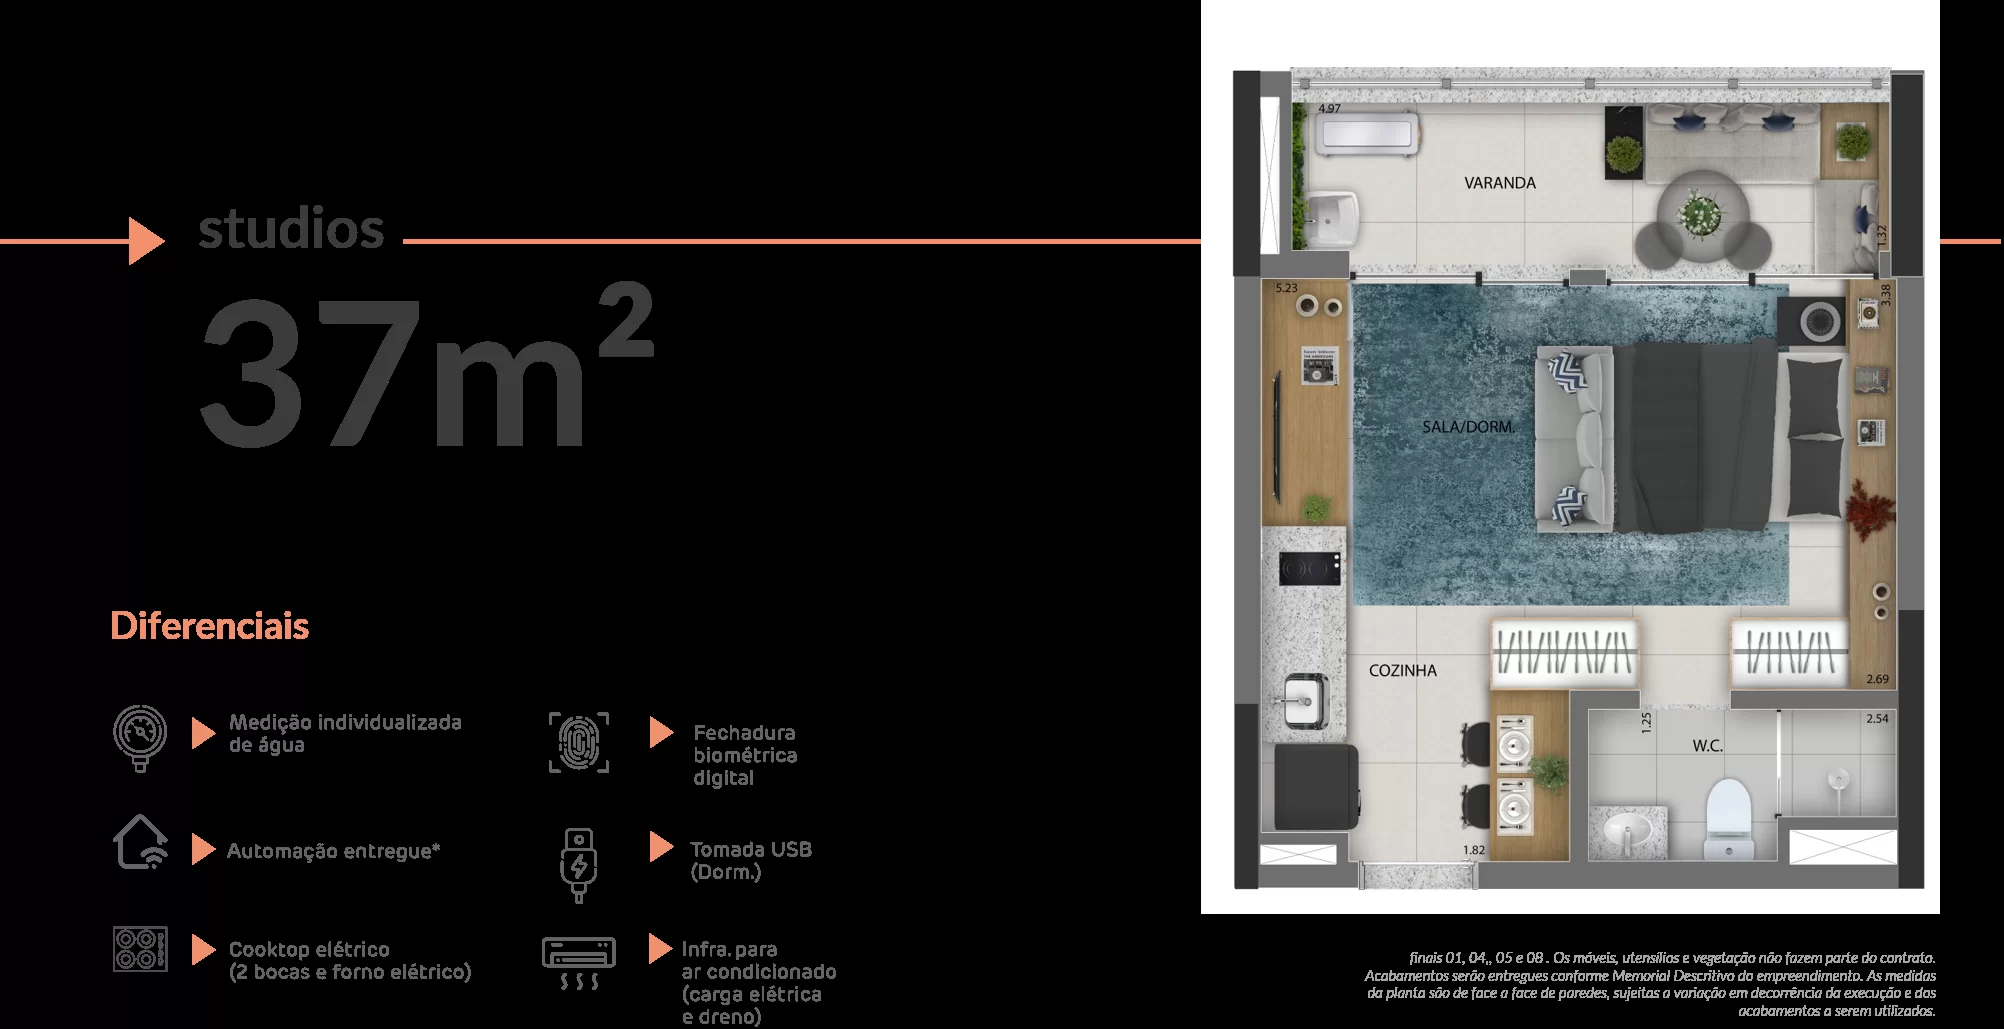 studios
37m²
Diferenciais
Medição individualizada
de água
Automação entregue*
Cooktop elétrico
(2 bocas e forno elétrico)
Fechadura
biométrica
digital
Tomada USB
(Dorm.)
Infra. para
ar condicionado
(carga elétrica
e dreno)
4.97
VARANDA
1.32
5.23
3.38
SALA/DORM.
COZINHA
2.69
1.25
2.54
W.C.
1.82
finais 01, 04,, 05 e 08 . Os móveis, utensílios e vegetação não fazem parte do contrato.
Acabamentos serão entregues conforme Memorial Descritivo do empreendimento. As medidas
da planta são de face a face de paredes, sujeitas a variação em decorrência da execução e dos
acabamentos a serem utilizados.